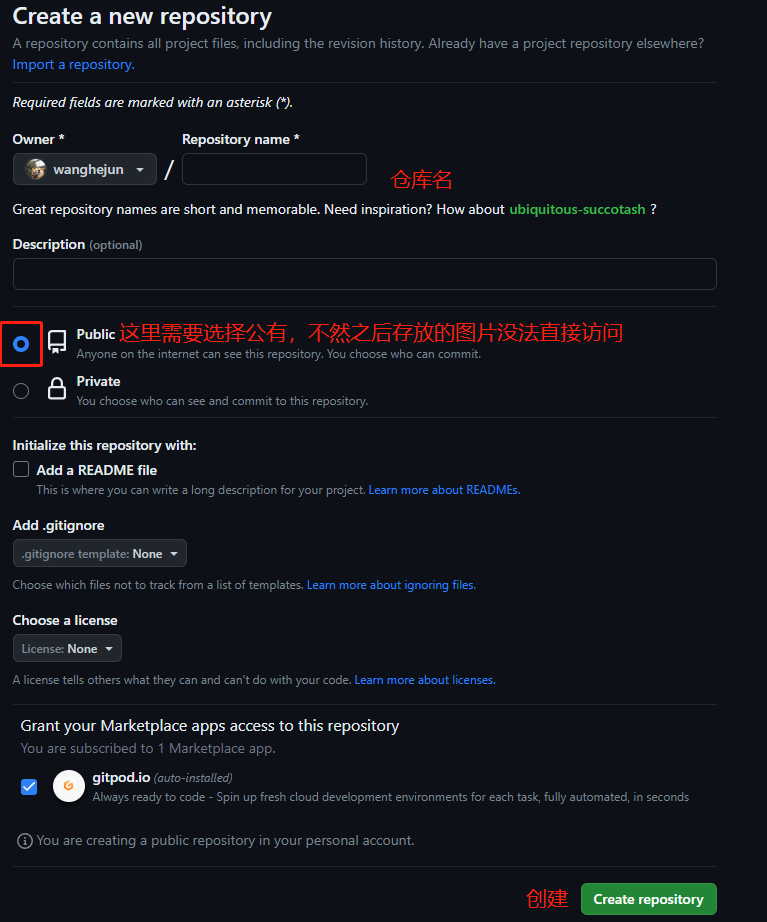 Create a new repository
A repository contains all project files, including the revision history. Already have a project repository elsewhere?
Import a repository.
Required fields are marked with an asterisk (*).
Owner * Repository name *
wanghejun / 仓库名
Great repository names are short and memorable. Need inspiration? How about ubiquitous-succotash ?
Description (optional)
Public 这里需要选择公有，不然之后存放的图片没法直接访问
Anyone on the internet can see this repository. You choose who can commit.
Private
You choose who can see and commit to this repository.
Initialize this repository with:
Add a README file
This is where you can write a long description for your project. Learn more about READMEs.
Add .gitignore
.gitignore template: None
Choose which files not to track from a list of templates. Learn more about ignoring files.
Choose a license
License: None
A license tells others what they can and can't do with your code. Learn more about licenses.
Grant your Marketplace apps access to this repository
You are subscribed to 1 Marketplace app.
gitpod.io (auto-installed)
Always ready to code - Spin up fresh cloud development environments for each task, fully automated, in seconds
You are creating a public repository in your personal account.
创建 Create repository